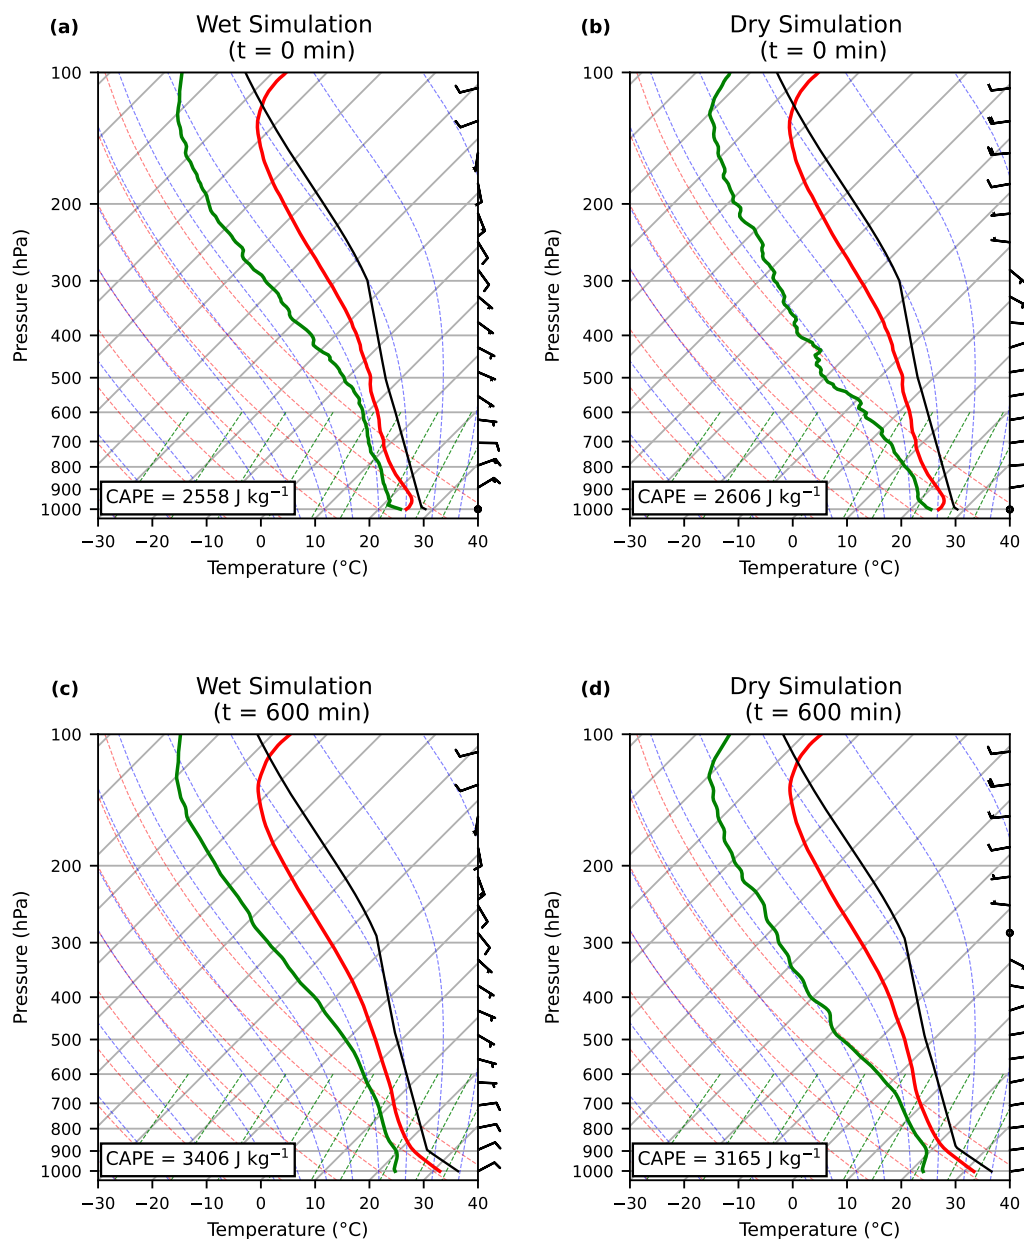 (a)
Wet Simulation
(t = 0 min)
100
200
300
400
500
600
700
800
900
1000
Pressure (hPa)
CAPE = 2558 J kg⁻¹
−30 −20 −10 0 10 20 30 40
Temperature (°C)
(b)
Dry Simulation
(t = 0 min)
100
200
300
400
500
600
700
800
900
1000
Pressure (hPa)
CAPE = 2606 J kg⁻¹
−30 −20 −10 0 10 20 30 40
Temperature (°C)
(c)
Wet Simulation
(t = 600 min)
100
200
300
400
500
600
700
800
900
1000
Pressure (hPa)
CAPE = 3406 J kg⁻¹
−30 −20 −10 0 10 20 30 40
Temperature (°C)
(d)
Dry Simulation
(t = 600 min)
100
200
300
400
500
600
700
800
900
1000
Pressure (hPa)
CAPE = 3165 J kg⁻¹
−30 −20 −10 0 10 20 30 40
Temperature (°C)